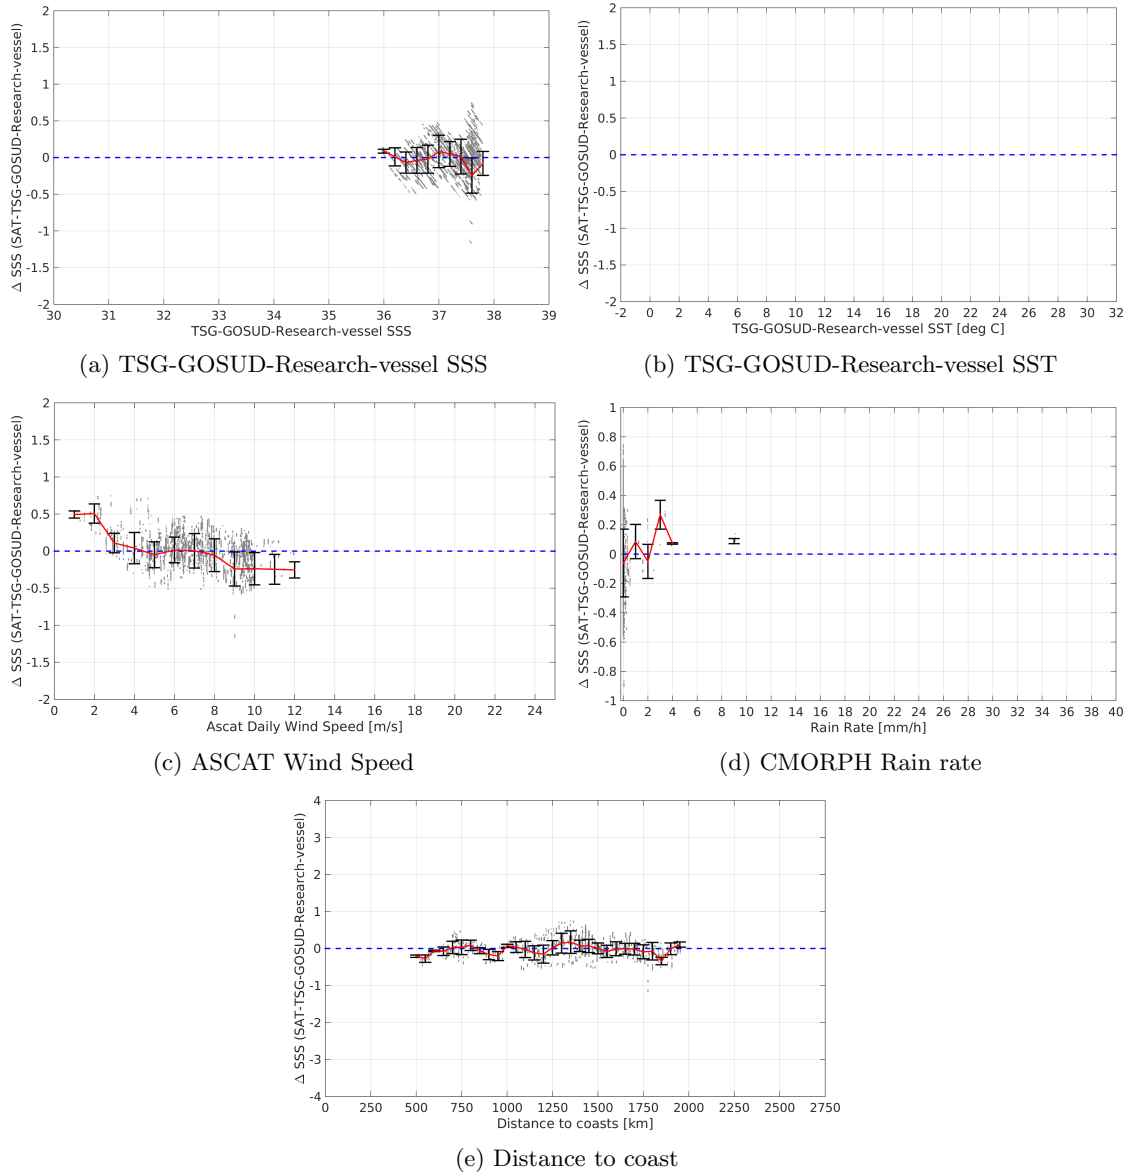 2
1.5
1
0.5
0
-0.5
-1
-1.5
-2
Δ SSS (SAT-TSG-GOSUD-Research-vessel)
30 31 32 33 34 35 36 37 38 39
TSG-GOSUD-Research-vessel SSS
(a) TSG-GOSUD-Research-vessel SSS
2
1.5
1
0.5
0
-0.5
-1
-1.5
-2
Δ SSS (SAT-TSG-GOSUD-Research-vessel)
-2 0 2 4 6 8 10 12 14 16 18 20 22 24 26 28 30 32
TSG-GOSUD-Research-vessel SST [deg C]
(b) TSG-GOSUD-Research-vessel SST
2
1.5
1
0.5
0
-0.5
-1
-1.5
-2
Δ SSS (SAT-TSG-GOSUD-Research-vessel)
0 2 4 6 8 10 12 14 16 18 20 22 24
Ascat Daily Wind Speed [m/s]
(c) ASCAT Wind Speed
1
0.8
0.6
0.4
0.2
0
-0.2
-0.4
-0.6
-0.8
-1
Δ SSS (SAT-TSG-GOSUD-Research-vessel)
0 2 4 6 8 10 12 14 16 18 20 22 24 26 28 30 32 34 36 38 40
Rain Rate [mm/h]
(d) CMORPH Rain rate
4
3
2
1
0
-1
-2
-3
-4
Δ SSS (SAT-TSG-GOSUD-Research-vessel)
0 250 500 750 1000 1250 1500 1750 2000 2250 2500 2750
Distance to coasts [km]
(e) Distance to coast